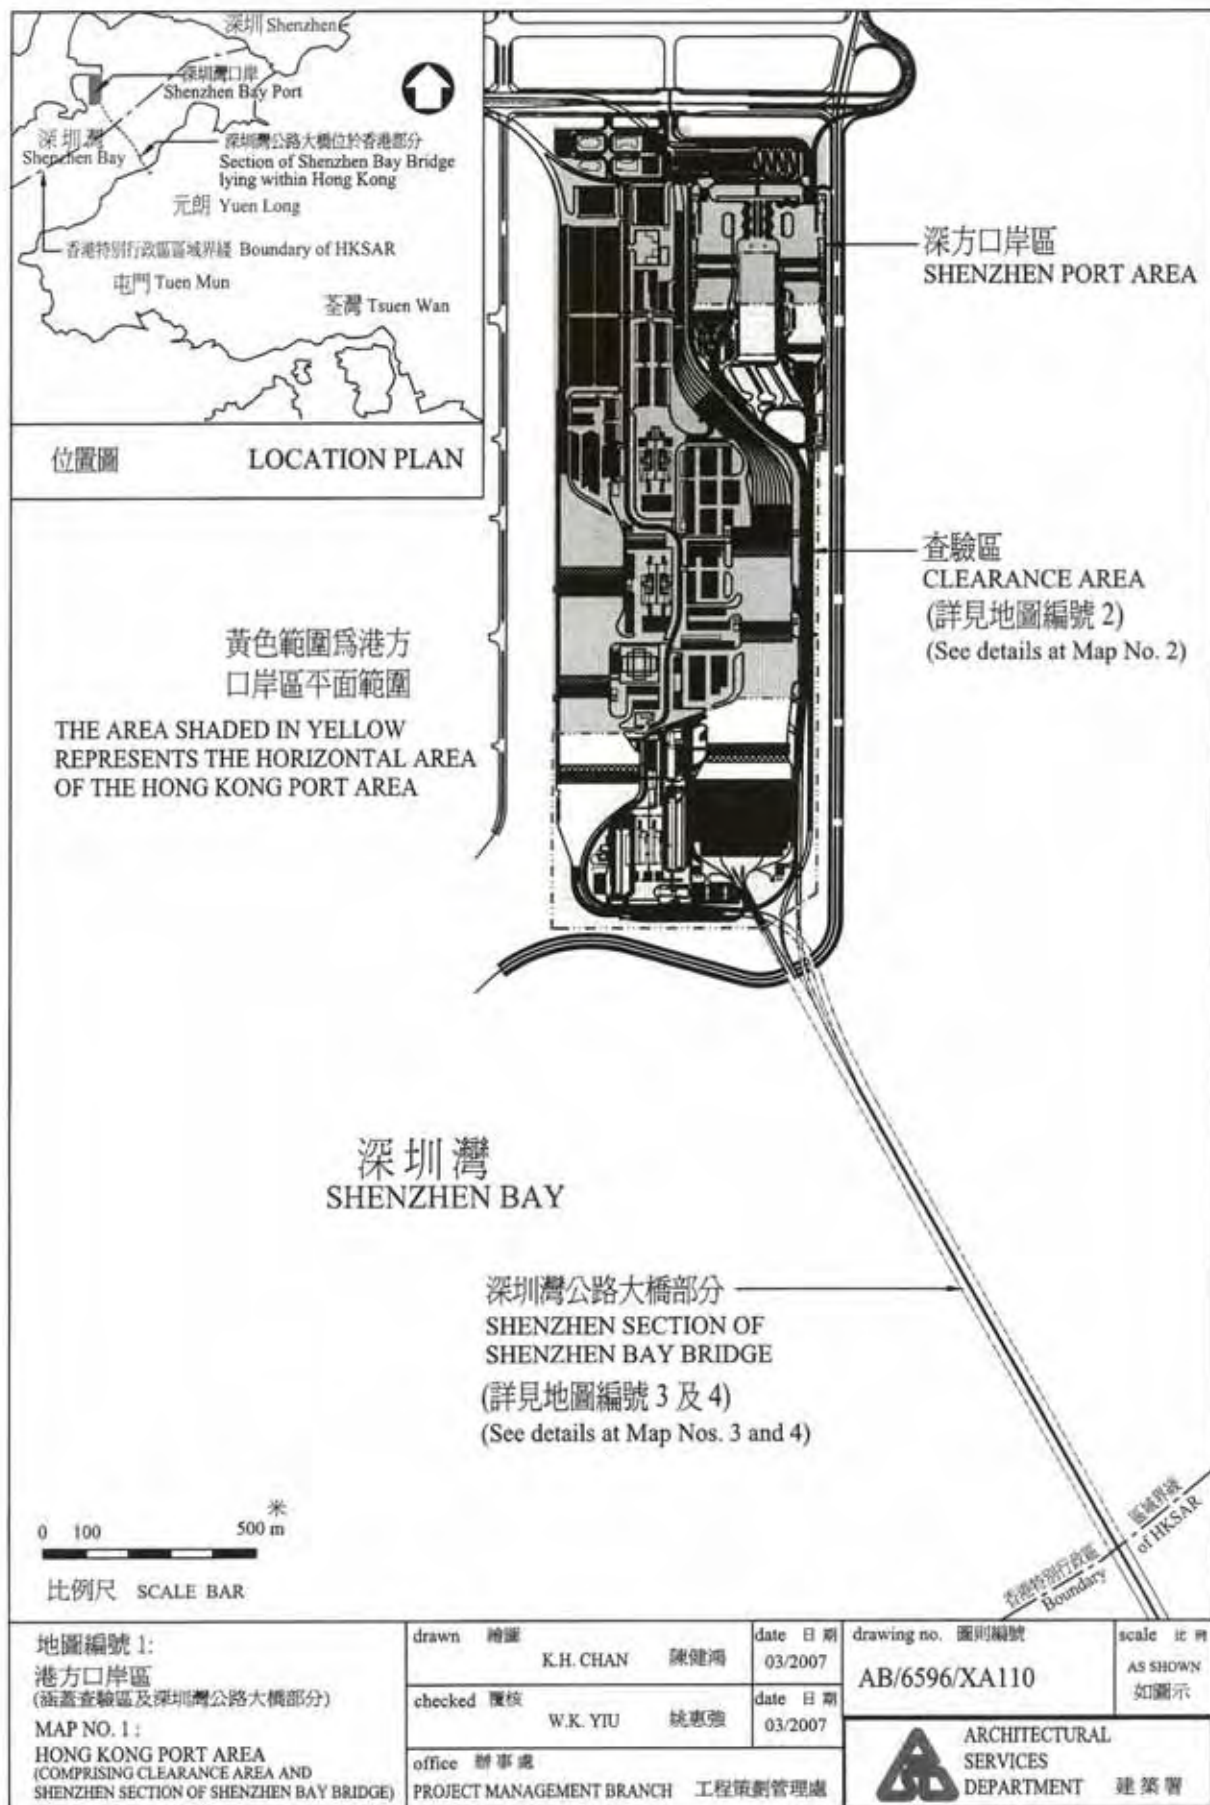 深圳 Shenzhen
深圳灣口岸
Shenzhen Bay Port
深圳灣
Shenzhen Bay
深圳灣公路大橋位於香港部分
Section of Shenzhen Bay Bridge
lying within Hong Kong
元朗 Yuen Long
香港特別行政區區域界綫 Boundary of HKSAR
屯門 Tuen Mun
荃灣 Tsuen Wan
位置圖 LOCATION PLAN
深方口岸區
SHENZHEN PORT AREA
查驗區
CLEARANCE AREA
(詳見地圖編號 2)
(See details at Map No. 2)
黃色範圍爲港方
口岸區平面範圍
THE AREA SHADED IN YELLOW
REPRESENTS THE HORIZONTAL AREA
OF THE HONG KONG PORT AREA
深圳灣
SHENZHEN BAY
深圳灣公路大橋部分
SHENZHEN SECTION OF
SHENZHEN BAY BRIDGE
(詳見地圖編號 3 及 4)
(See details at Map Nos. 3 and 4)
香港特別行政區 區域界綫
Boundary of HKSAR
米
0 100 500 m
比例尺 SCALE BAR
地圖編號 1:
港方口岸區
(涵蓋查驗區及深圳灣公路大橋部分)
MAP NO. 1 :
HONG KONG PORT AREA
(COMPRISING CLEARANCE AREA AND
SHENZHEN SECTION OF SHENZHEN BAY BRIDGE)
drawn 繪圖
K.H. CHAN 陳健鴻
date 日期
03/2007
checked 覆核
W.K. YIU 姚惠強
date 日期
03/2007
office 辦事處
PROJECT MANAGEMENT BRANCH 工程策劃管理處
drawing no. 圖則編號
AB/6596/XA110
scale 比例
AS SHOWN
如圖示
ARCHITECTURAL
SERVICES
DEPARTMENT 建築署